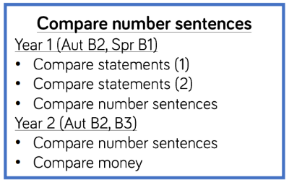 Compare number sentences
Year 1 (Aut B2, Spr B1)
• Compare statements (1)
• Compare statements (2)
• Compare number sentences
Year 2 (Aut B2, B3)
• Compare number sentences
• Compare money